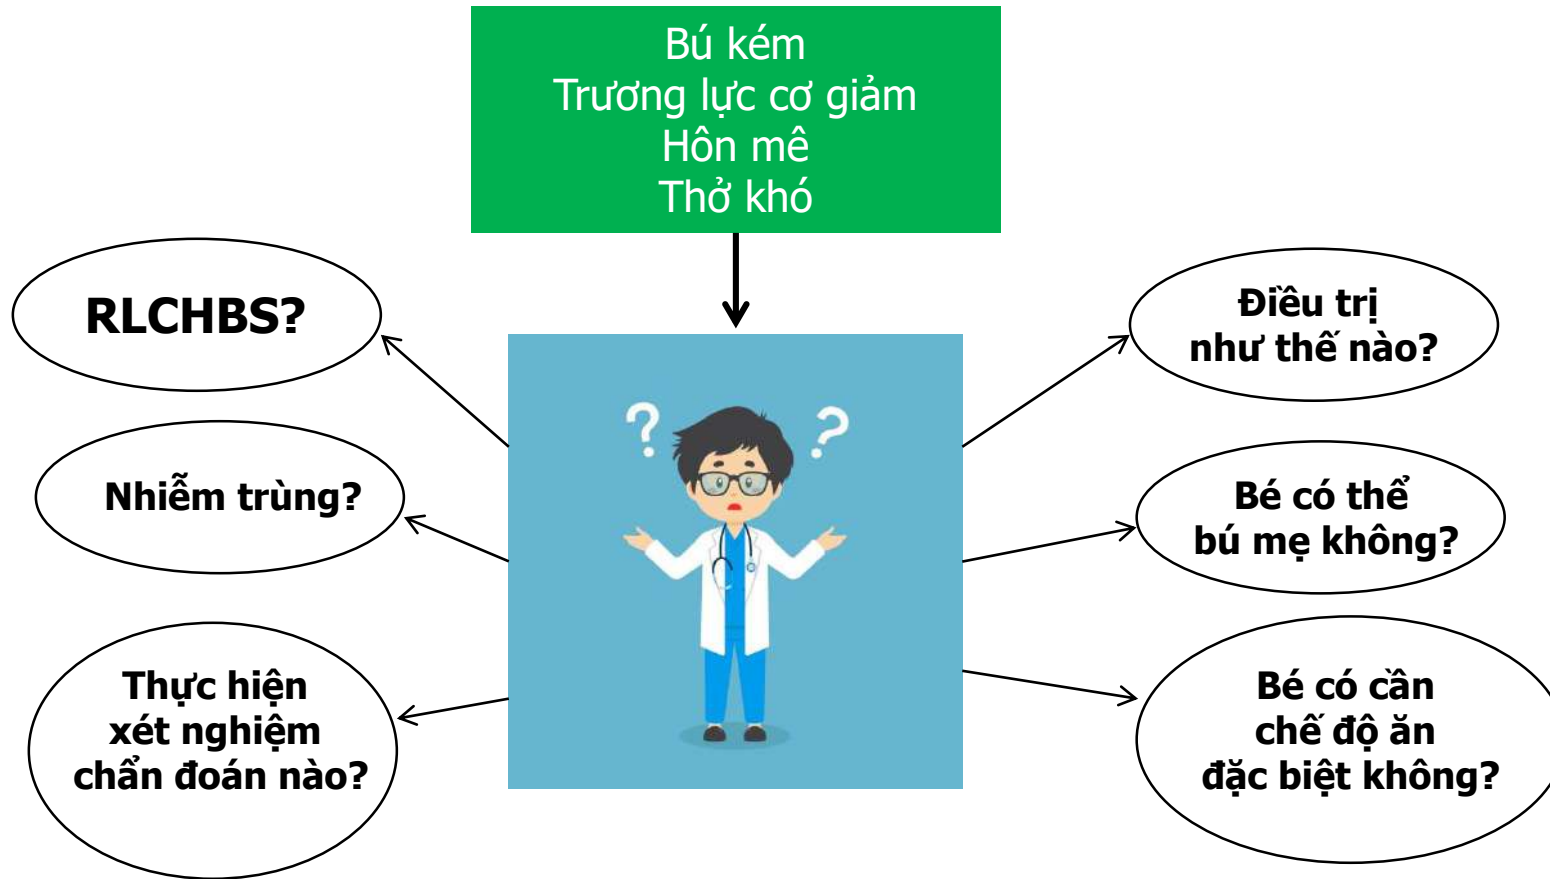 Bú kém
Trương lực cơ giảm
Hôn mê
Thở khó
RLCHBS?
Nhiễm trùng?
Thực hiện
xét nghiệm
chẩn đoán nào?
Điều trị
như thế nào?
Bé có thể
bú mẹ không?
Bé có cần
chế độ ăn
đặc biệt không?
? ?